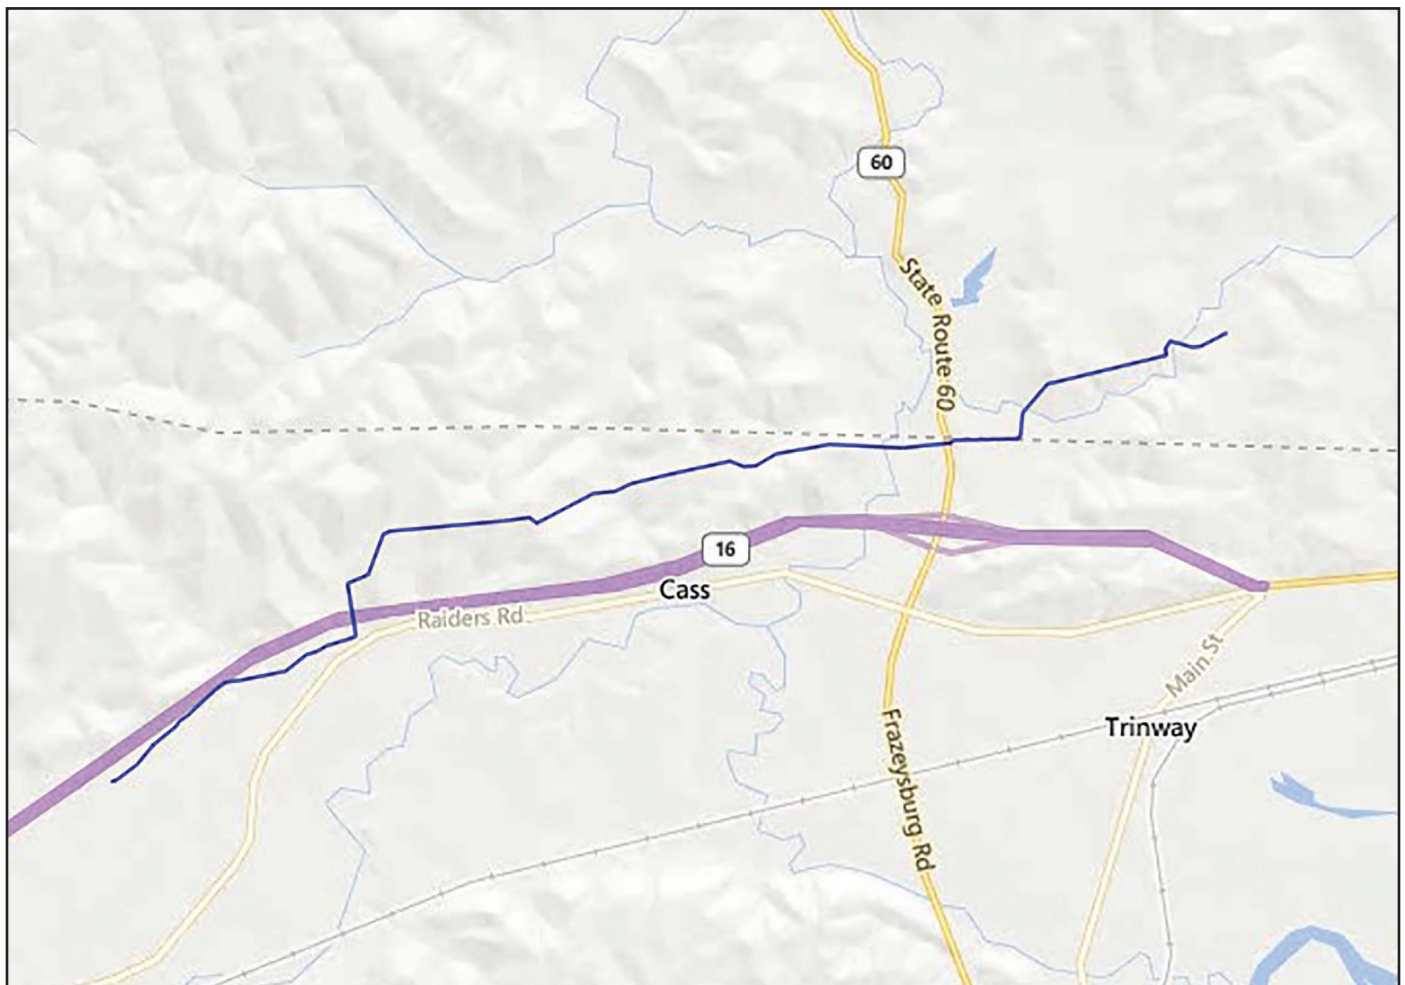 60
State Route 60
16
Cass
Raiders Rd
Main St
Trinway
Frazeysburg Rd